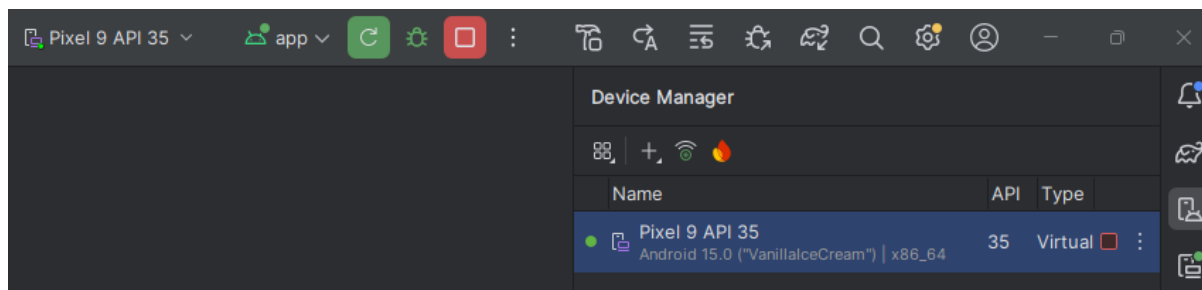 Pixel 9 API 35
app
Device Manager
Name API Type
Pixel 9 API 35
Android 15.0 ("VanillaIceCream") | x86_64
35 Virtual